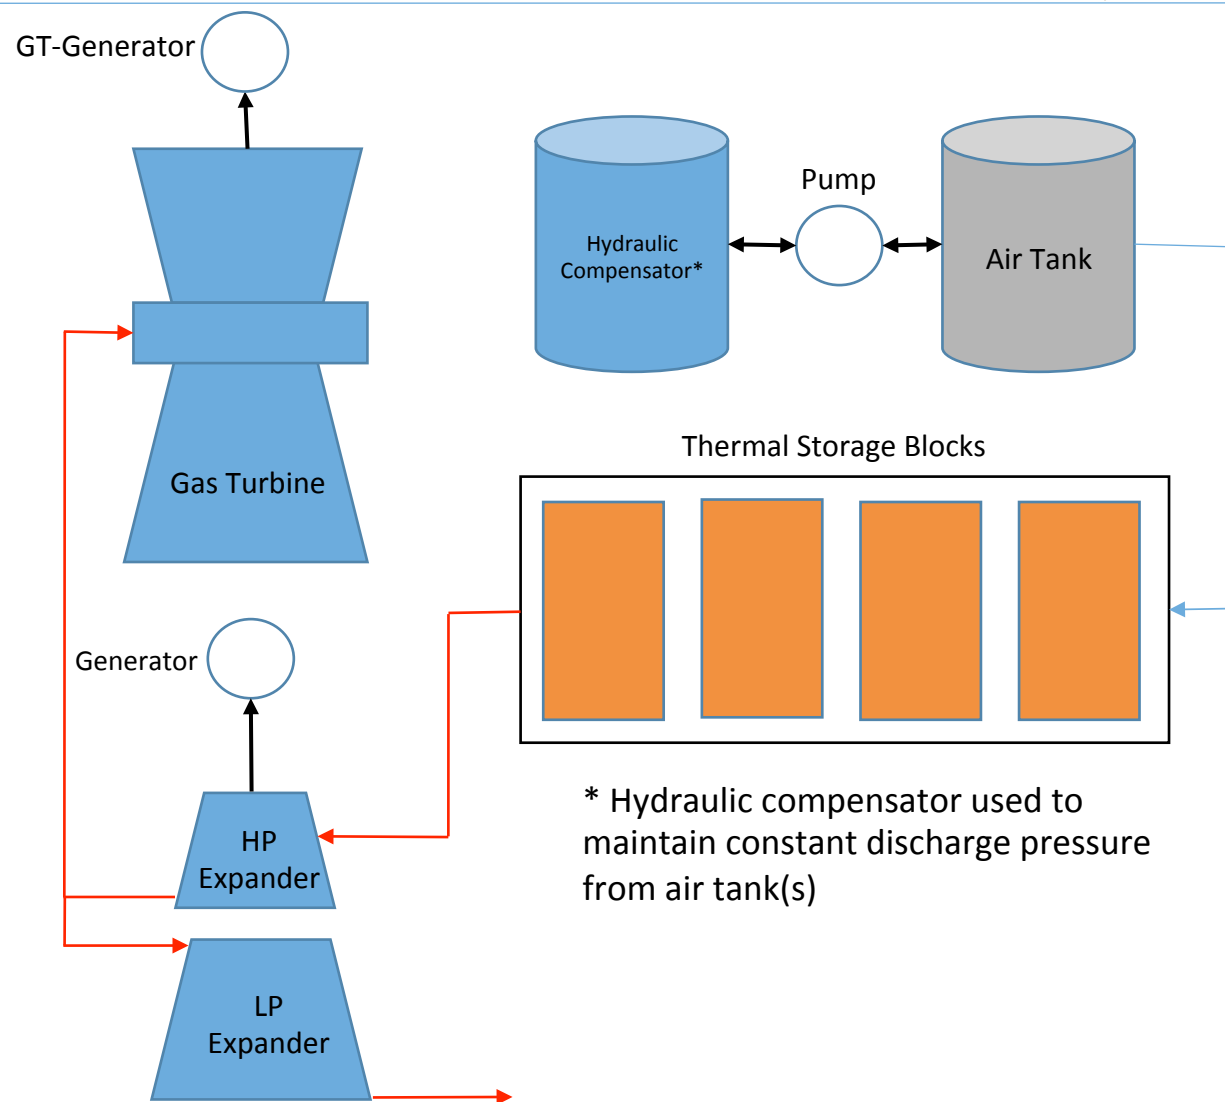 GT-Generator
Pump
Hydraulic
Compensator*
Air Tank
Thermal Storage Blocks
Gas Turbine
Generator
HP
Expander
* Hydraulic compensator used to
maintain constant discharge pressure
from air tank(s)
LP
Expander